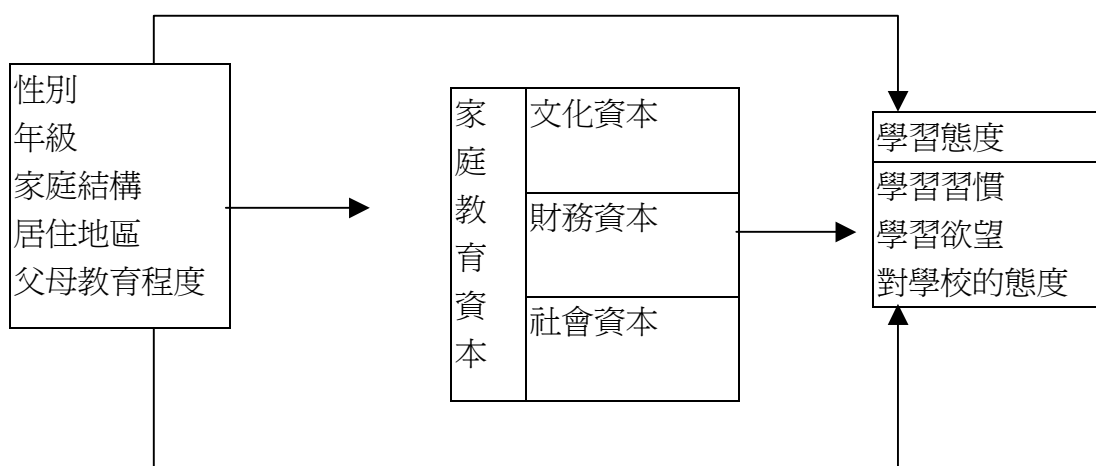 性別
年級
家庭結構
居住地區
父母教育程度
家庭教育資本
文化資本
財務資本
社會資本
學習態度
學習習慣
學習欲望
對學校的態度